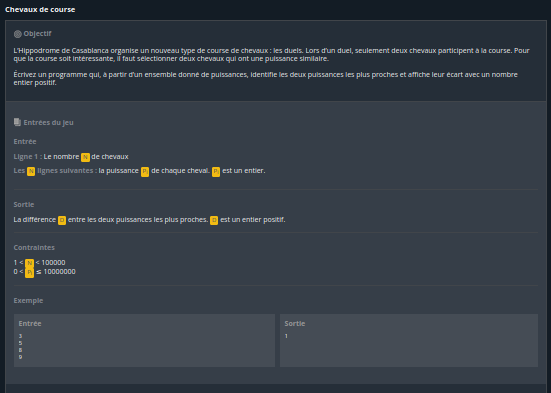 Chevaux de course
Objectif
L'Hippodrome de Casablanca organise un nouveau type de course de chevaux : les duels. Lors d'un duel, seulement deux chevaux participent à la course. Pour
que la course soit intéressante, il faut sélectionner deux chevaux qui ont une puissance similaire.
Écrivez un programme qui, à partir d'un ensemble donné de puissances, identifie les deux puissances les plus proches et affiche leur écart avec un nombre
entier positif.
Entrées du jeu
Entrée
Ligne 1 : Le nombre N de chevaux
Les N lignes suivantes : la puissance Pi de chaque cheval. Pi est un entier.
Sortie
La différence D entre les deux puissances les plus proches. D est un entier positif.
Contraintes
1 < N < 100000
0 < Pi ≤ 10000000
Exemple
Entrée
3
5
8
9
Sortie
1